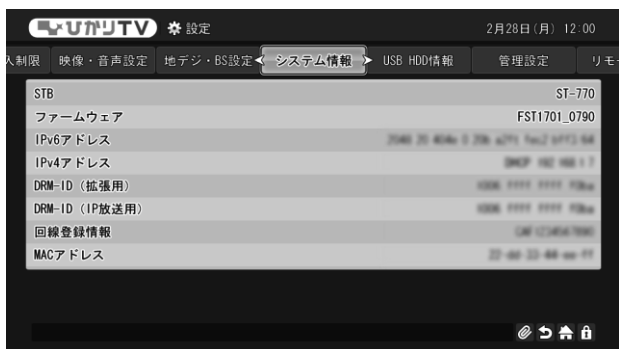 ひかりTV 設定 2月28日(月) 12:00
入制限 映像・音声設定 地デジ・BS設定 システム情報 USB HDD情報 管理設定 リモ
STB ST-770
ファームウェア FST1701_0790
IPv6アドレス
IPv4アドレス
DRM-ID（拡張用）
DRM-ID（IP放送用）
回線登録情報
MACアドレス